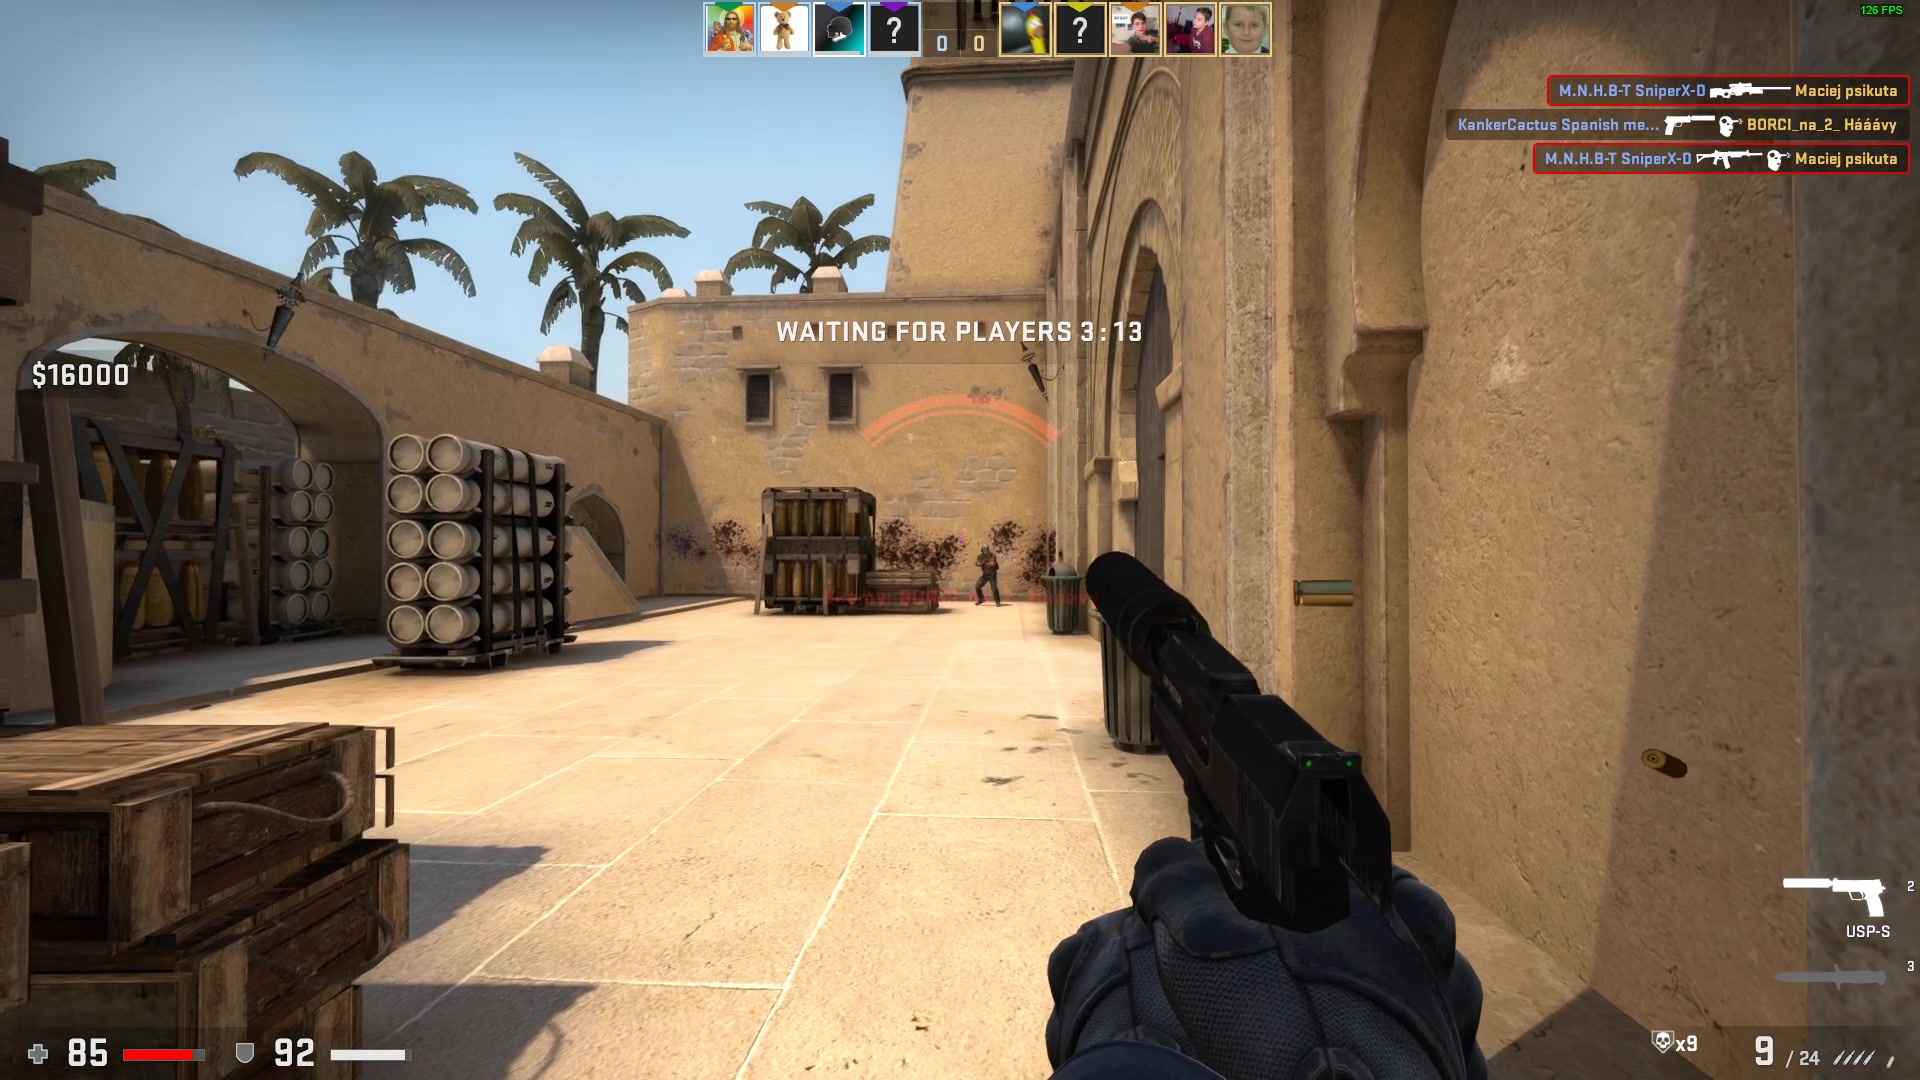 126 FPS
?
?
0 0
M.N.H.B-T SniperX-D Maciej psikuta
KankerCactus Spanish me... BORCI_na_2_ Hááávy
M.N.H.B-T SniperX-D Maciej psikuta
WAITING FOR PLAYERS 3:13
$16000
2
USP-S
3
85 92
x9
9 / 24